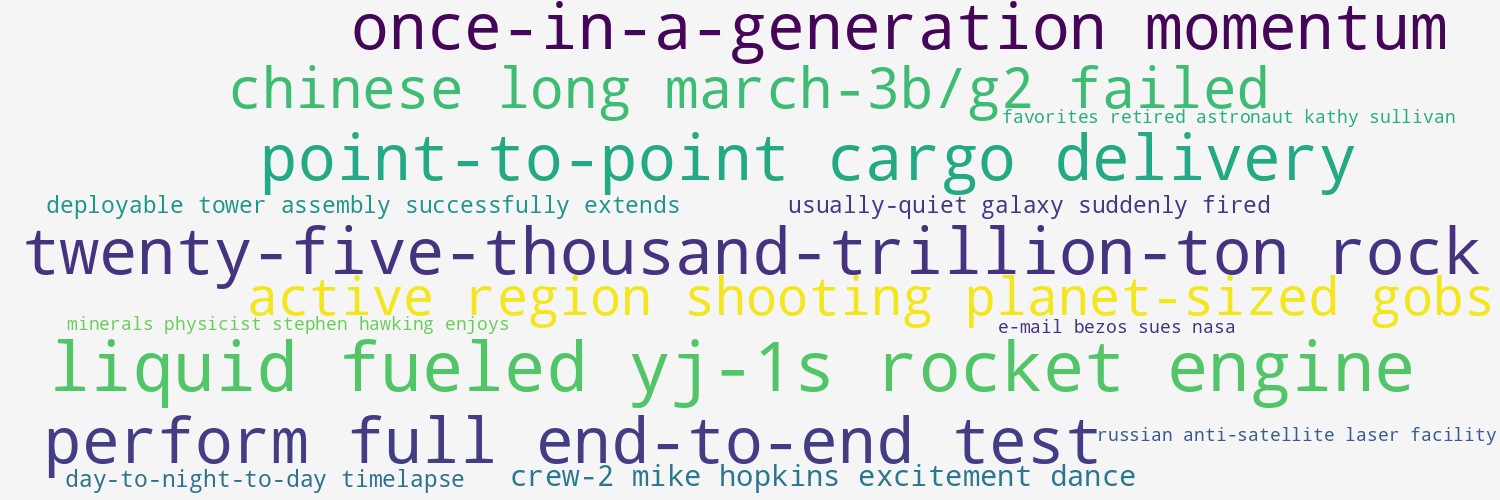 once-in-a-generation momentum
chinese long march-3b/g2 failed
favorites retired astronaut kathy sullivan
point-to-point cargo delivery
deployable tower assembly successfully extends
usually-quiet galaxy suddenly fired
twenty-five-thousand-trillion-ton rock
active region shooting planet-sized gobs
minerals physicist stephen hawking enjoys
e-mail bezos sues nasa
liquid fueled yj-1s rocket engine
perform full end-to-end test
russian anti-satellite laser facility
day-to-night-to-day timelapse
crew-2 mike hopkins excitement dance